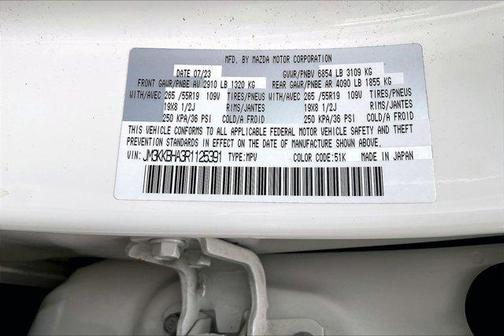 MFD. BY MAZDA MOTOR CORPORATION
DATE 07/23 GVWR/PNBV 6854 LB 3109 KG
FRONT GAWR/PNBE AV 2910 LB 1320 KG REAR GAWR/PNBE AR 4090 LB 1855 KG
WITH/AVEC 265 /55R19 109V TIRES/PNEUS WITH/AVEC 265 /55R19 109V TIRES/PNEUS
19X8 1/2J RIMS/JANTES 19X8 1/2J RIMS/JANTES
250 KPA/36 PSI COLD/A FROID 250 KPA/36 PSI COLD/A FROID
THIS VEHICLE CONFORMS TO ALL APPLICABLE FEDERAL MOTOR VEHICLE SAFETY AND THEFT
PREVENTION STANDARDS IN EFFECT ON THE DATE OF MANUFACTURE SHOWN ABOVE.
VIN: JM3KKBHA3R1125391 TYPE:MPV COLOR CODE:51K MADE IN JAPAN